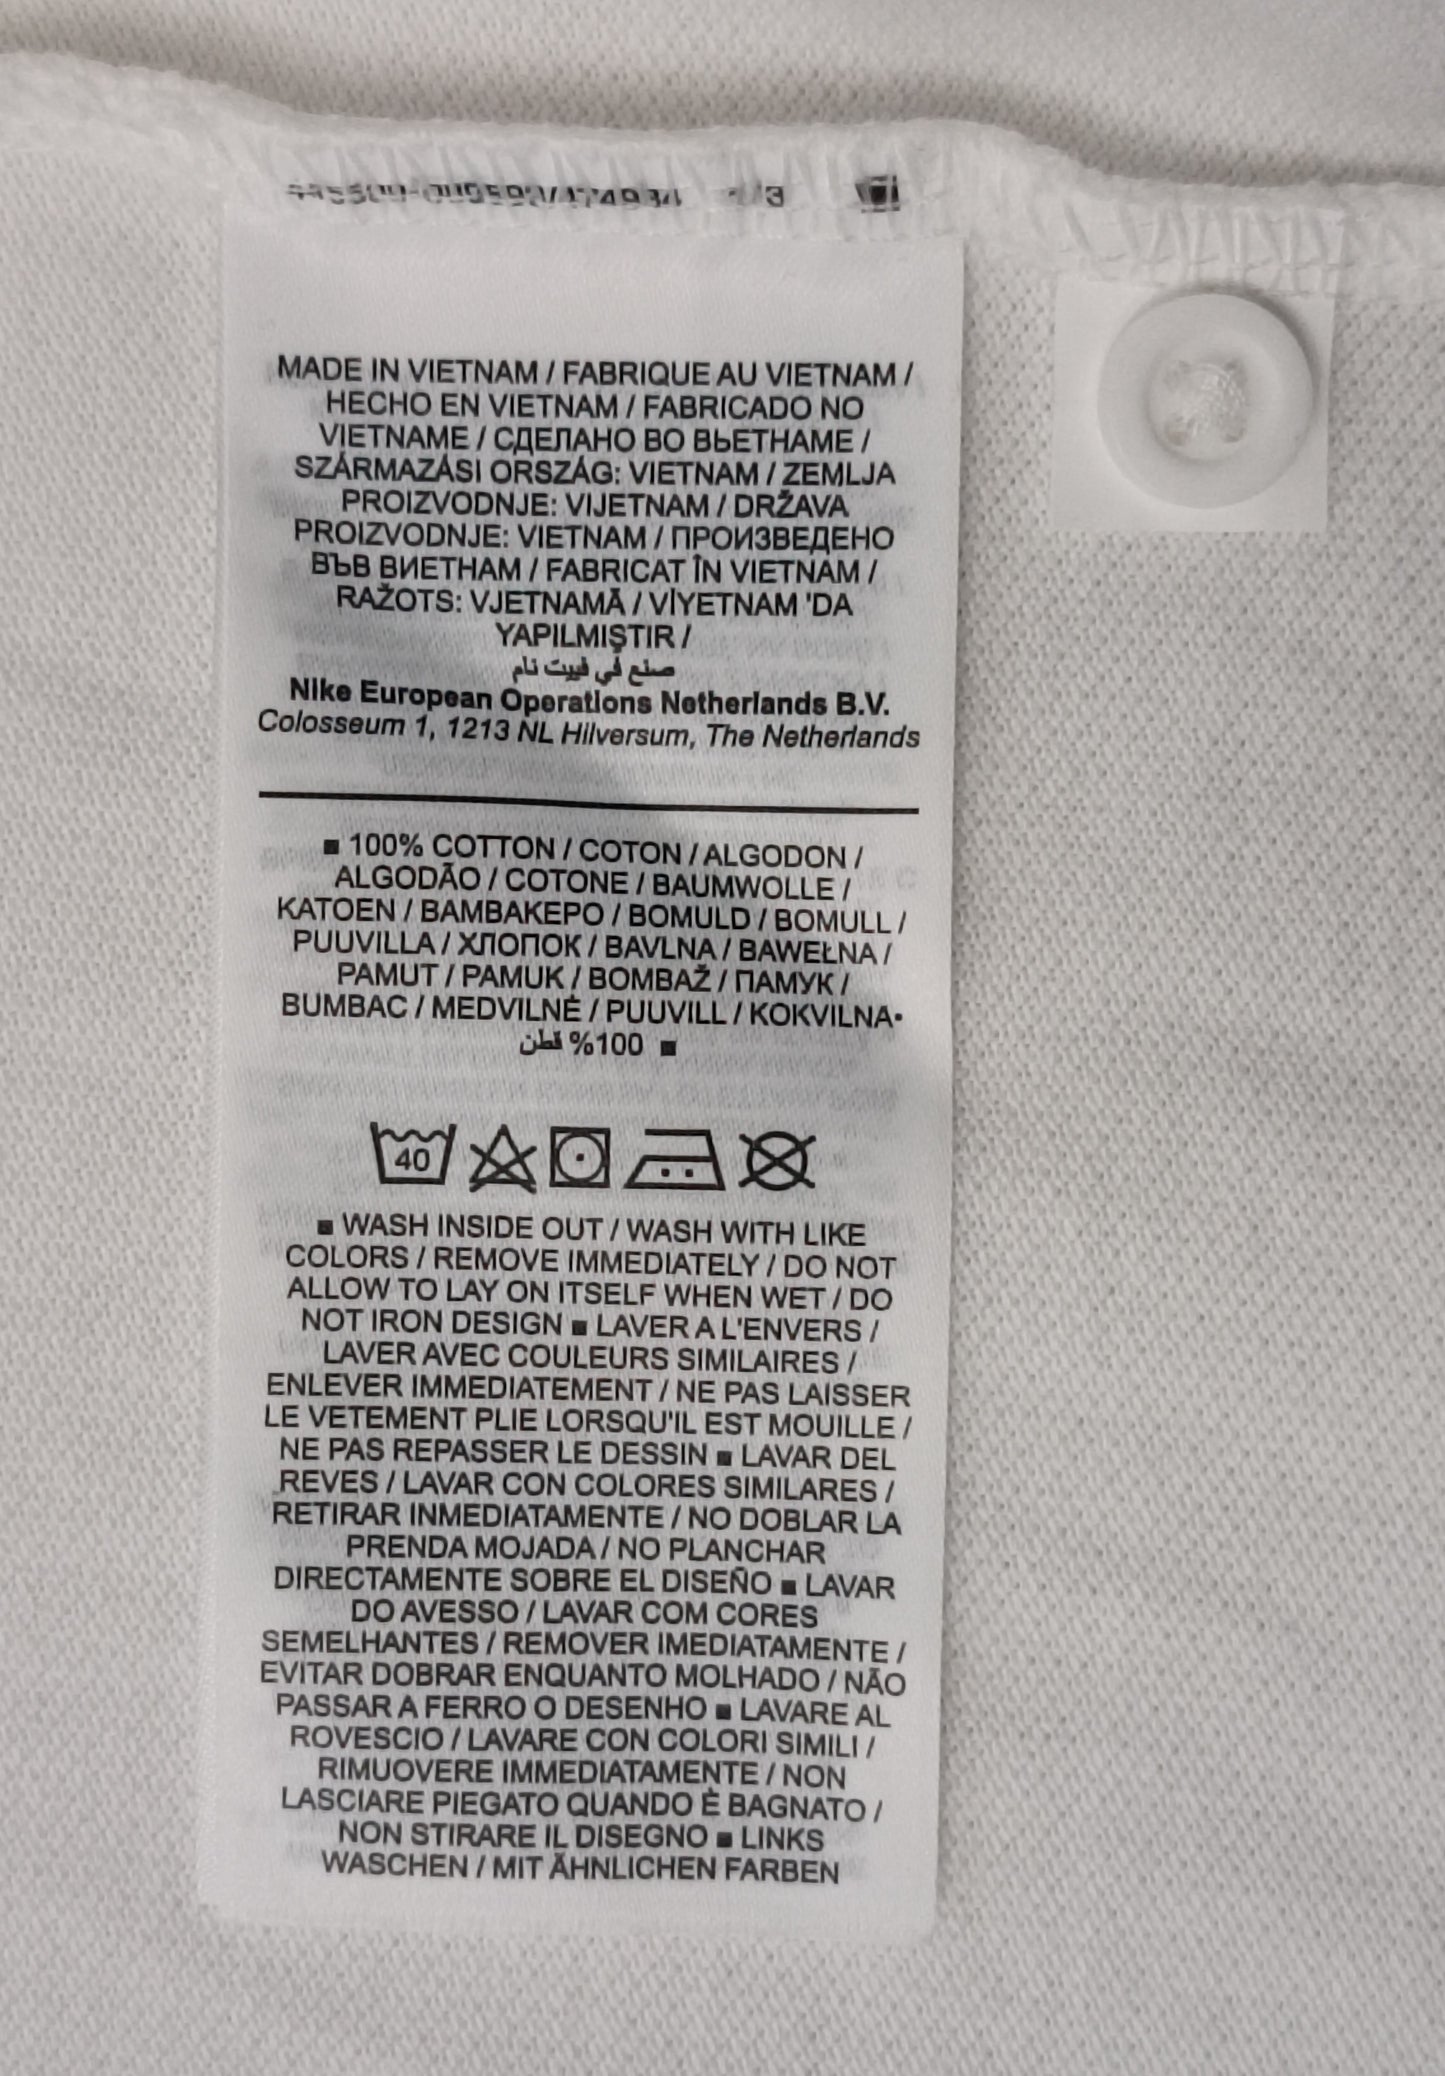 /3
MADE IN VIETNAM / FABRIQUE AU VIETNAM /
HECHO EN VIETNAM / FABRICADO NO
VIETNAME / СДЕЛАНО ВО ВЬЕТНАМЕ /
SZÁRMAZÁSI ORSZÁG: VIETNAM / ZEMLJA
PROIZVODNJE: VIJETNAM / DRŽAVA
PROIZVODNJE: VIETNAM / ПРОИЗВЕДЕНО
ВЪВ ВИЕТНАМ / FABRICAT ÎN VIETNAM /
RAŽOTS: VJETNAMĀ / VİYETNAM 'DA
YAPILMIŞTIR /
صنع في فييت نام
Nike European Operations Netherlands B.V.
Colosseum 1, 1213 NL Hilversum, The Netherlands
■ 100% COTTON / COTON / ALGODON /
ALGODÃO / COTONE / BAUMWOLLE /
KATOEN / ΒΑΜΒΑΚΕΡΟ / BOMULD / BOMULL /
PUUVILLA / ХЛОПОК / BAVLNA / BAWEŁNA /
PAMUT / PAMUK / BOMBAŽ / ПАМУК /
BUMBAC / MEDVILNĖ / PUUVILL / KOKVILNA•
■ 100% قطن
40
■ WASH INSIDE OUT / WASH WITH LIKE
COLORS / REMOVE IMMEDIATELY / DO NOT
ALLOW TO LAY ON ITSELF WHEN WET / DO
NOT IRON DESIGN ■ LAVER A L'ENVERS /
LAVER AVEC COULEURS SIMILAIRES /
ENLEVER IMMEDIATEMENT / NE PAS LAISSER
LE VETEMENT PLIE LORSQU'IL EST MOUILLE /
NE PAS REPASSER LE DESSIN ■ LAVAR DEL
REVES / LAVAR CON COLORES SIMILARES /
RETIRAR INMEDIATAMENTE / NO DOBLAR LA
PRENDA MOJADA / NO PLANCHAR
DIRECTAMENTE SOBRE EL DISEÑO ■ LAVAR
DO AVESSO / LAVAR COM CORES
SEMELHANTES / REMOVER IMEDIATAMENTE /
EVITAR DOBRAR ENQUANTO MOLHADO / NÃO
PASSAR A FERRO O DESENHO ■ LAVARE AL
ROVESCIO / LAVARE CON COLORI SIMILI /
RIMUOVERE IMMEDIATAMENTE / NON
LASCIARE PIEGATO QUANDO È BAGNATO /
NON STIRARE IL DISEGNO ■ LINKS
WASCHEN / MIT ÄHNLICHEN FARBEN